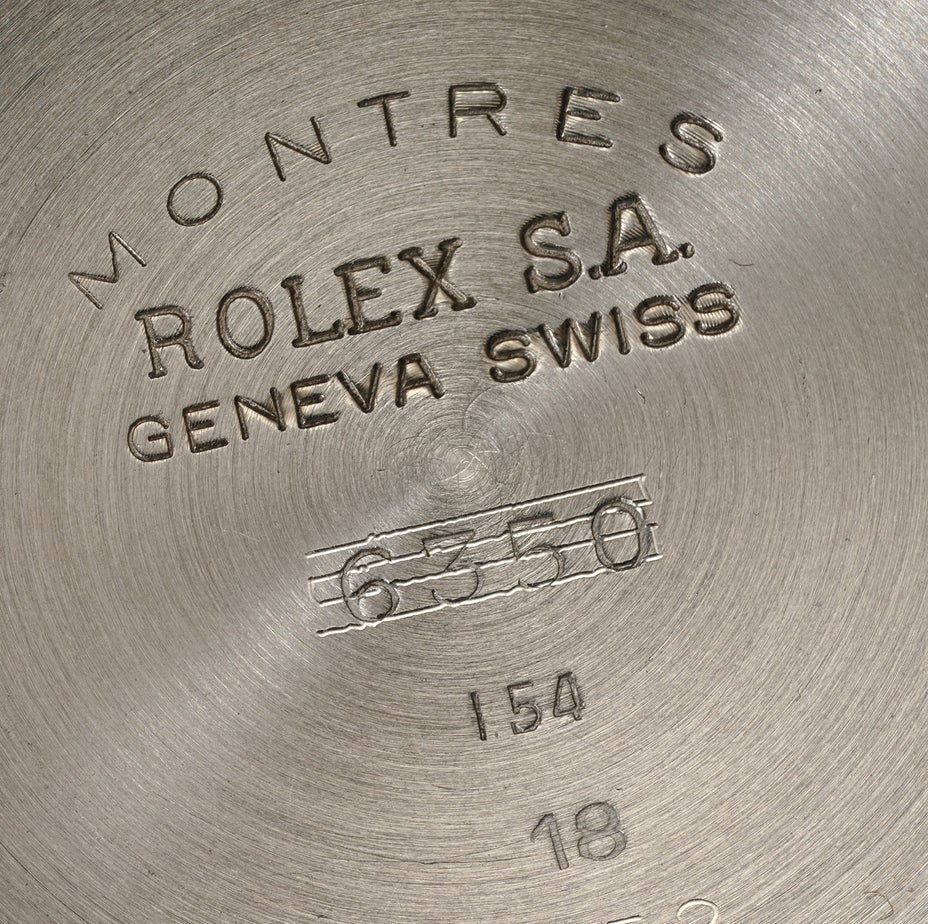 MONTRES
ROLEX S.A.
GENEVA SWISS
6350
I.54
18